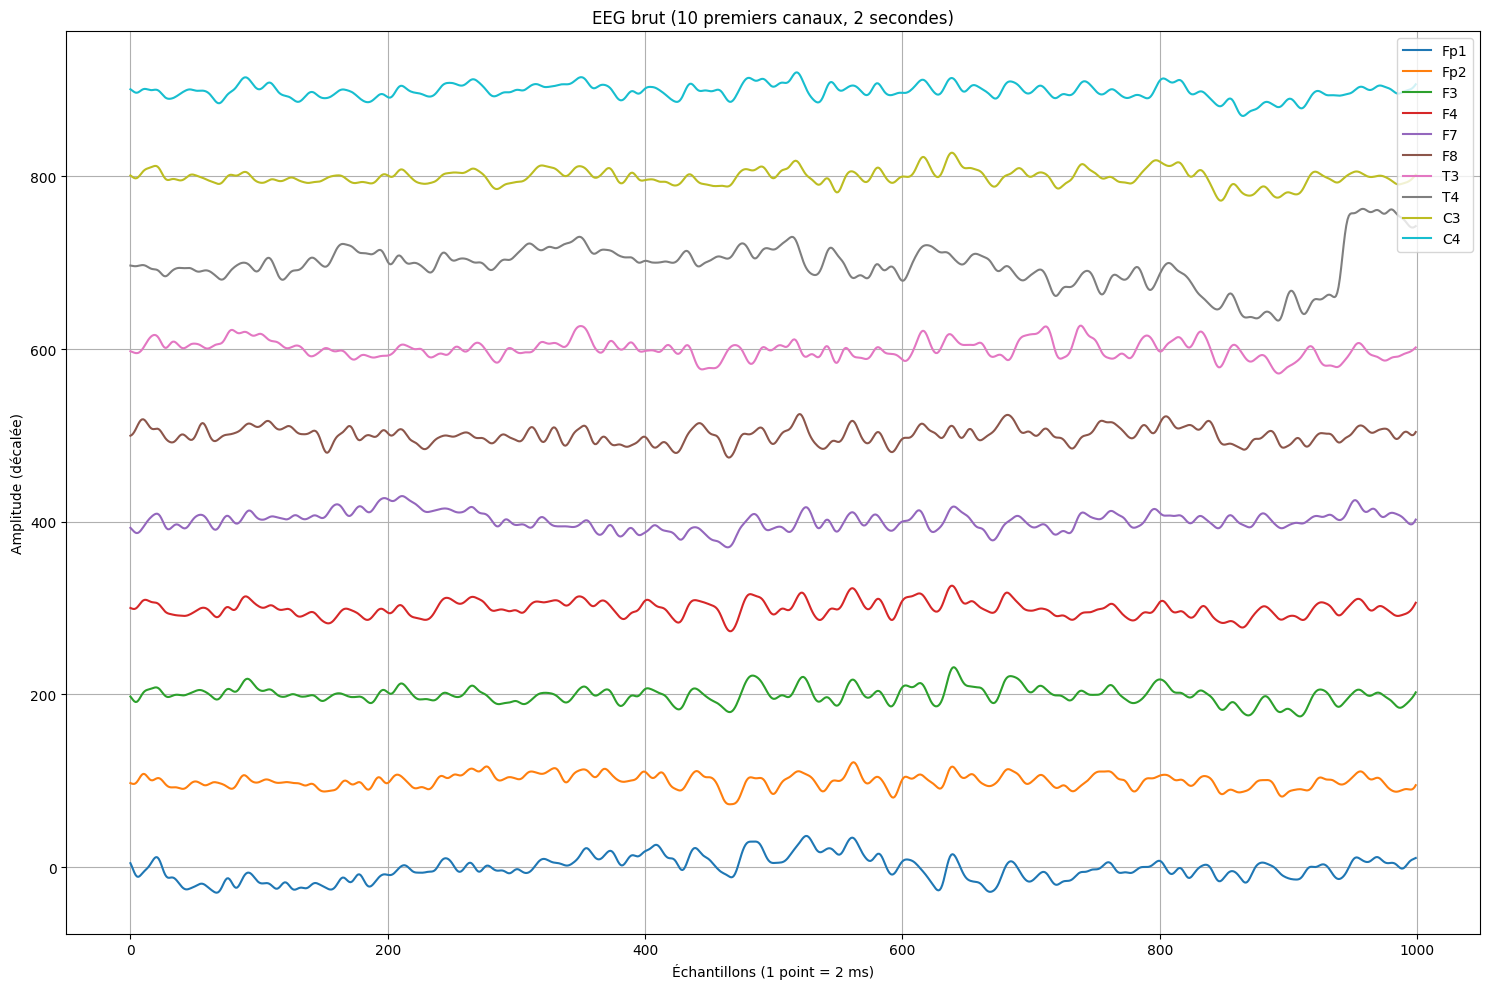 EEG brut (10 premiers canaux, 2 secondes)
Fp1
Fp2
F3
F4
F7
F8
T3
T4
C3
C4
Amplitude (décalée)
800
600
400
200
0
0 200 400 600 800 1000
Échantillons (1 point = 2 ms)